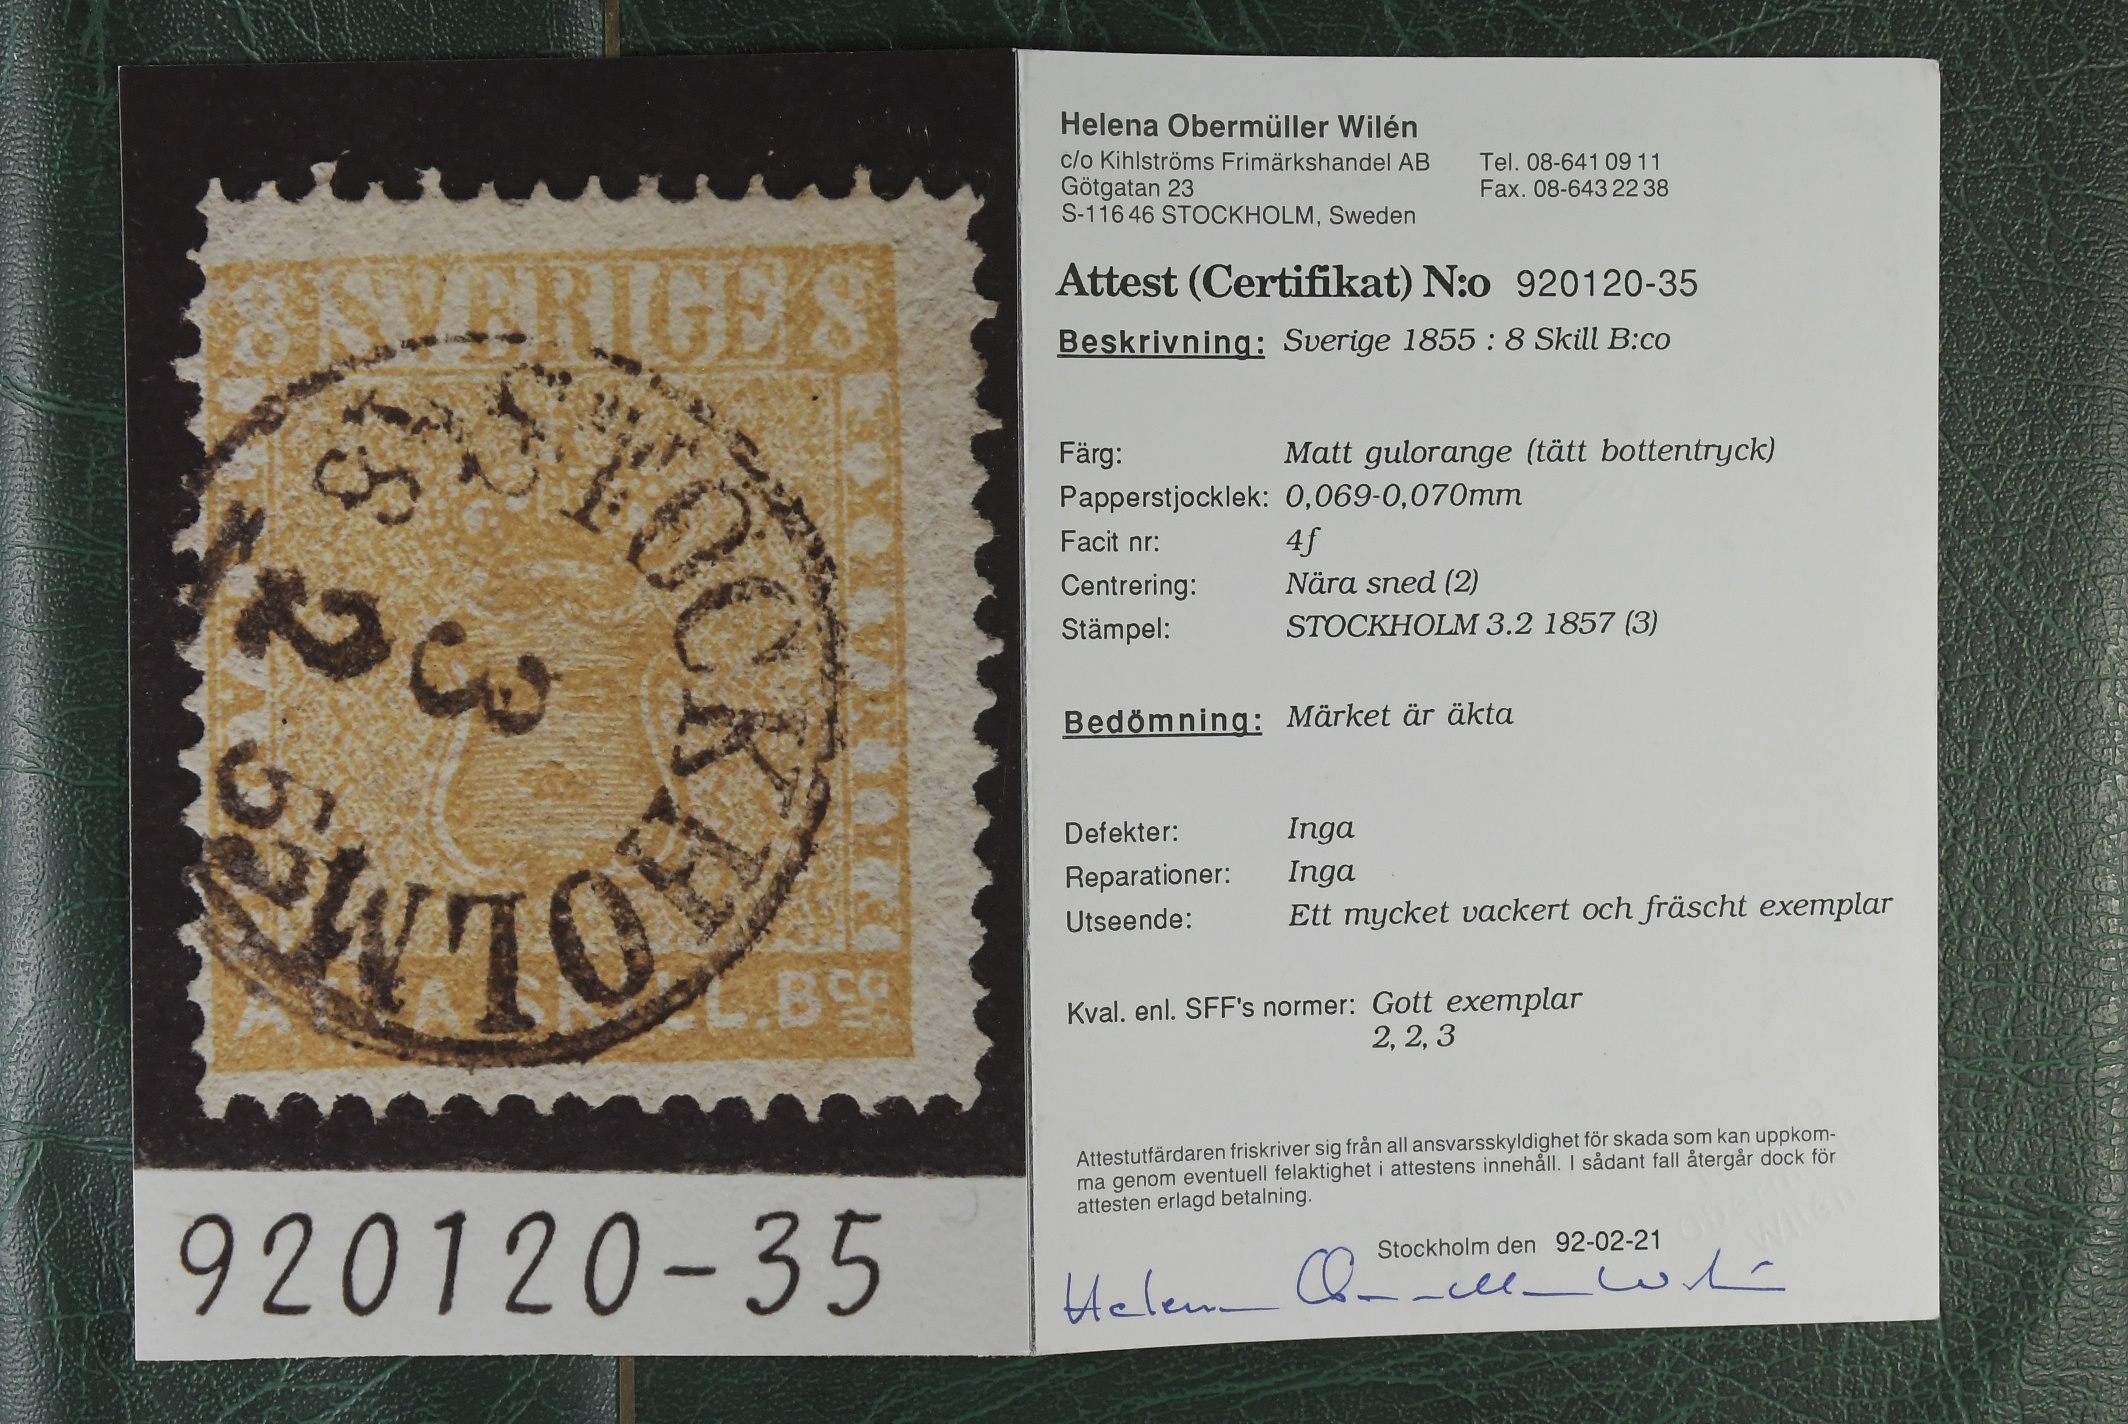 8 SVERIGE 8
STOCKHOLM
3
2
1857
SKILL. Bco
920120-35
Helena Obermüller Wilén
c/o Kihlströms Frimärkshandel AB Tel. 08-641 09 11
Götgatan 23 Fax. 08-643 22 38
S-116 46 STOCKHOLM, Sweden
Attest (Certifikat) N:o 920120-35
Beskrivning: Sverige 1855 : 8 Skill B:co
Färg: Matt gulorange (tätt bottentryck)
Papperstjocklek: 0,069-0,070mm
Facit nr: 4f
Centrering: Nära sned (2)
Stämpel: STOCKHOLM 3.2 1857 (3)
Bedömning: Märket är äkta
Defekter: Inga
Reparationer: Inga
Utseende: Ett mycket vackert och fräscht exemplar
Kval. enl. SFF's normer: Gott exemplar
2, 2, 3
Attestutfärdaren friskriver sig från all ansvarsskyldighet för skada som kan uppkom-
ma genom eventuell felaktighet i attestens innehåll. I sådant fall återgår dock för
attesten erlagd betalning.
Stockholm den 92-02-21
Helena Obermüller Wilén